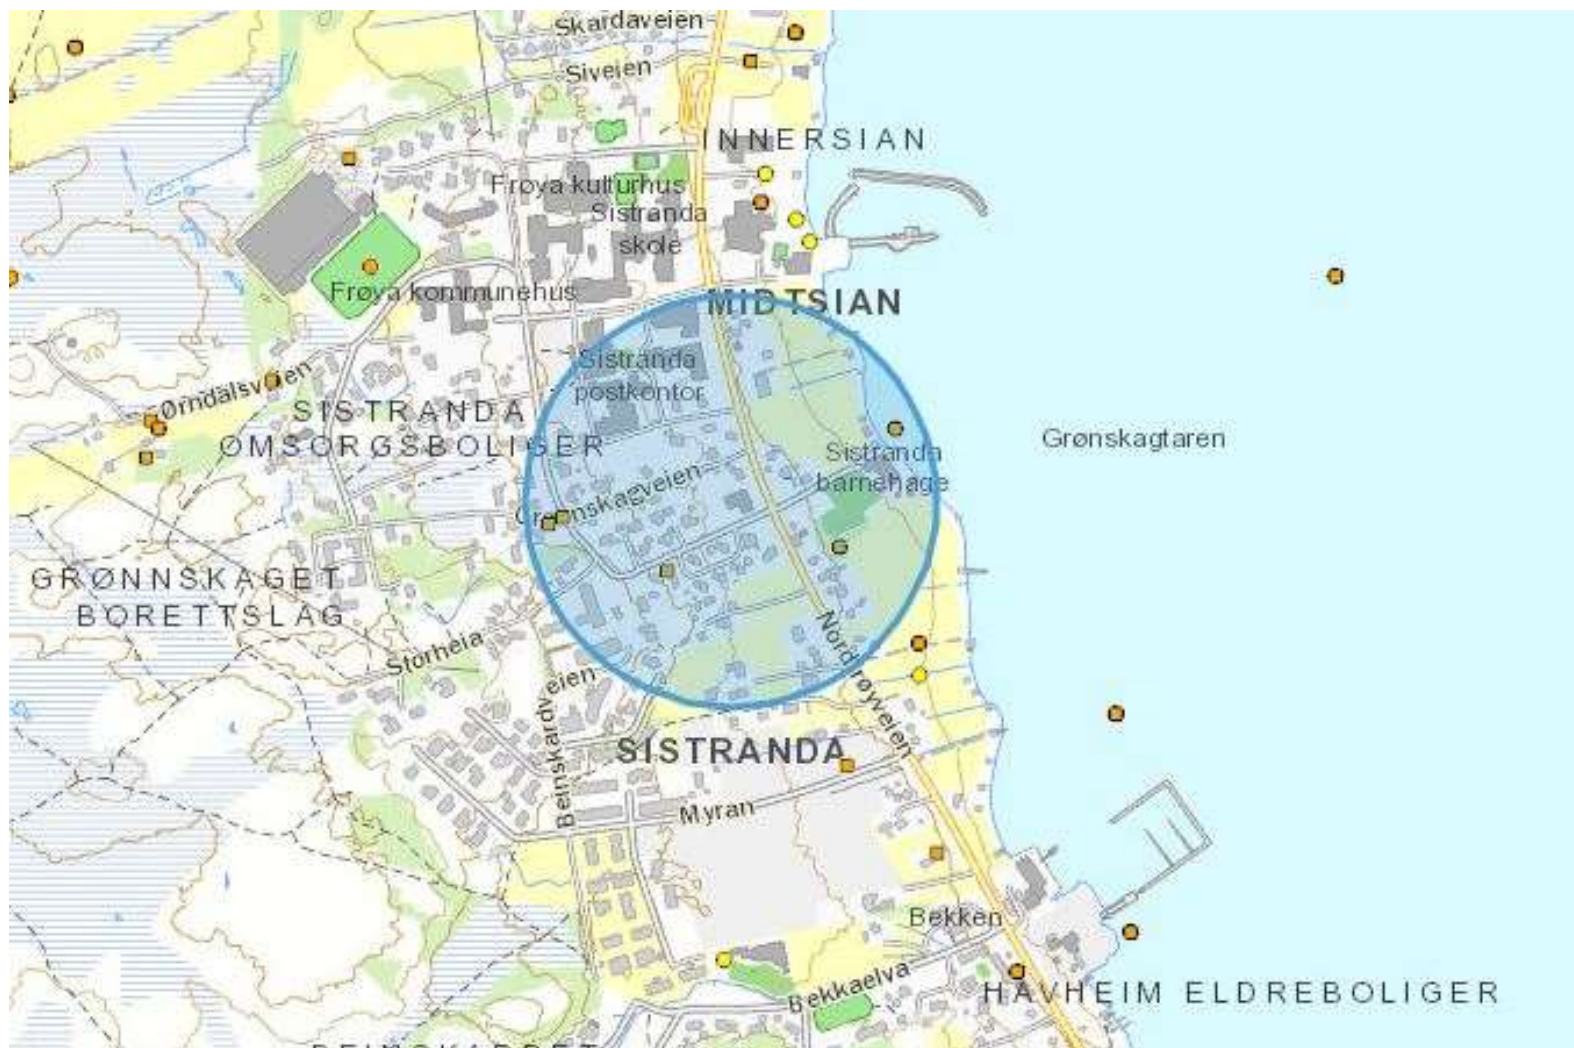 Skardaveien
Siveien
INNERSIAN
Frøya kulturhus
Sistranda
skole
Frøya kommunehus
MIDTSIAN
Sistranda
postkontor
Ørndalsveien
SISTRANDA
OMSORGSBOLIGER
Grønskagtaren
Sistranda
barnehage
Grønskagveien
GRØNNSKAGET
BORETTSLAG
Storheia
Nordfrøyveien
Beinskardveien
SISTRANDA
Myran
Bekken
Bekkaelva
HAVHEIM ELDREBOLIGER